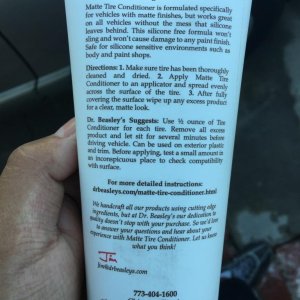 Matte Tire Conditioner is formulated specifically
for vehicles with matte finishes, but works great
on all vehicles without the mess that silicone
leaves behind. This silicone free formula won't
sling and won't cause damage to any paint finish.
Safe for silicone sensitive environments such as
body and paint shops.
Directions: 1. Make sure tire has been thoroughly
cleaned and dried. 2. Apply Matte Tire
Conditioner to an applicator and spread evenly
across the surface of the tire. 3. After fully
covering the surface wipe up any excess product
for a clear, matte look.
Dr. Beasley's Suggests: Use ½ ounce of Tire
Conditioner for each tire. Remove all excess
product and let sit for several minutes before
driving vehicle. Can be used on exterior plastic
and trim. Before applying, test a small amount in
an inconspicuous place to check compatibility
with surface.
For more detailed instructions:
drbeasleys.com/matte-tire-conditioner.html
We handcraft all our products using cutting edge
ingredients, but at Dr. Beasley's our dedication to
quality doesn't stop with your purchase. So we'd love
to answer your questions and hear about your
experience with Matte Tire Conditioner. Let us know
what you think!
Jim@drbeasleys.com
773-404-1600